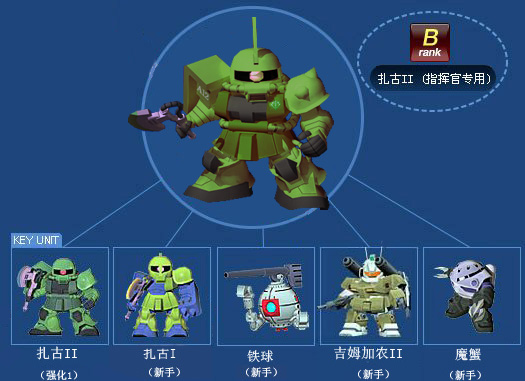 B
rank
扎古II（指挥官专用）
KEY UNIT
扎古II
（强化1）
扎古I
（新手）
铁球
（新手）
吉姆加农II
（新手）
魔蟹
（新手）